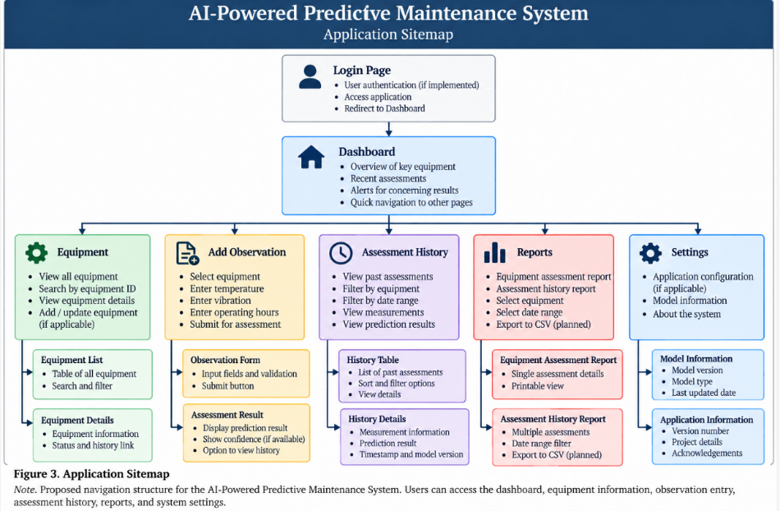 AI-Powered Predictive Maintenance System
Application Sitemap
Login Page
• User authentication (if implemented)
• Access application
• Redirect to Dashboard
Dashboard
• Overview of key equipment
• Recent assessments
• Alerts for concerning results
• Quick navigation to other pages
Equipment
• View all equipment
• Search by equipment ID
• View equipment details
• Add / update equipment
(if applicable)
Equipment List
• Table of all equipment
• Search and filter
Equipment Details
• Equipment information
• Status and history link
Add Observation
• Select equipment
• Enter temperature
• Enter vibration
• Enter operating hours
• Submit for assessment
Observation Form
• Input fields and validation
• Submit button
Assessment Result
• Display prediction result
• Show confidence (if available)
• Option to view history
Assessment History
• View past assessments
• Filter by equipment
• Filter by date range
• View measurements
• View prediction results
History Table
• List of past assessments
• Sort and filter options
• View details
History Details
• Measurement information
• Prediction result
• Timestamp and model version
Reports
• Equipment assessment report
• Assessment history report
• Select equipment
• Select date range
• Export to CSV (planned)
Equipment Assessment Report
• Single assessment details
• Printable view
Assessment History Report
• Multiple assessments
• Date range filter
• Export to CSV (planned)
Settings
• Application configuration
(if applicable)
• Model information
• About the system
Model Information
• Model version
• Model type
• Last updated date
Application Information
• Version number
• Project details
• Acknowledgements
Figure 3. Application Sitemap
Note. Proposed navigation structure for the AI-Powered Predictive Maintenance System. Users can access the dashboard, equipment information, observation entry,
assessment history, reports, and system settings.